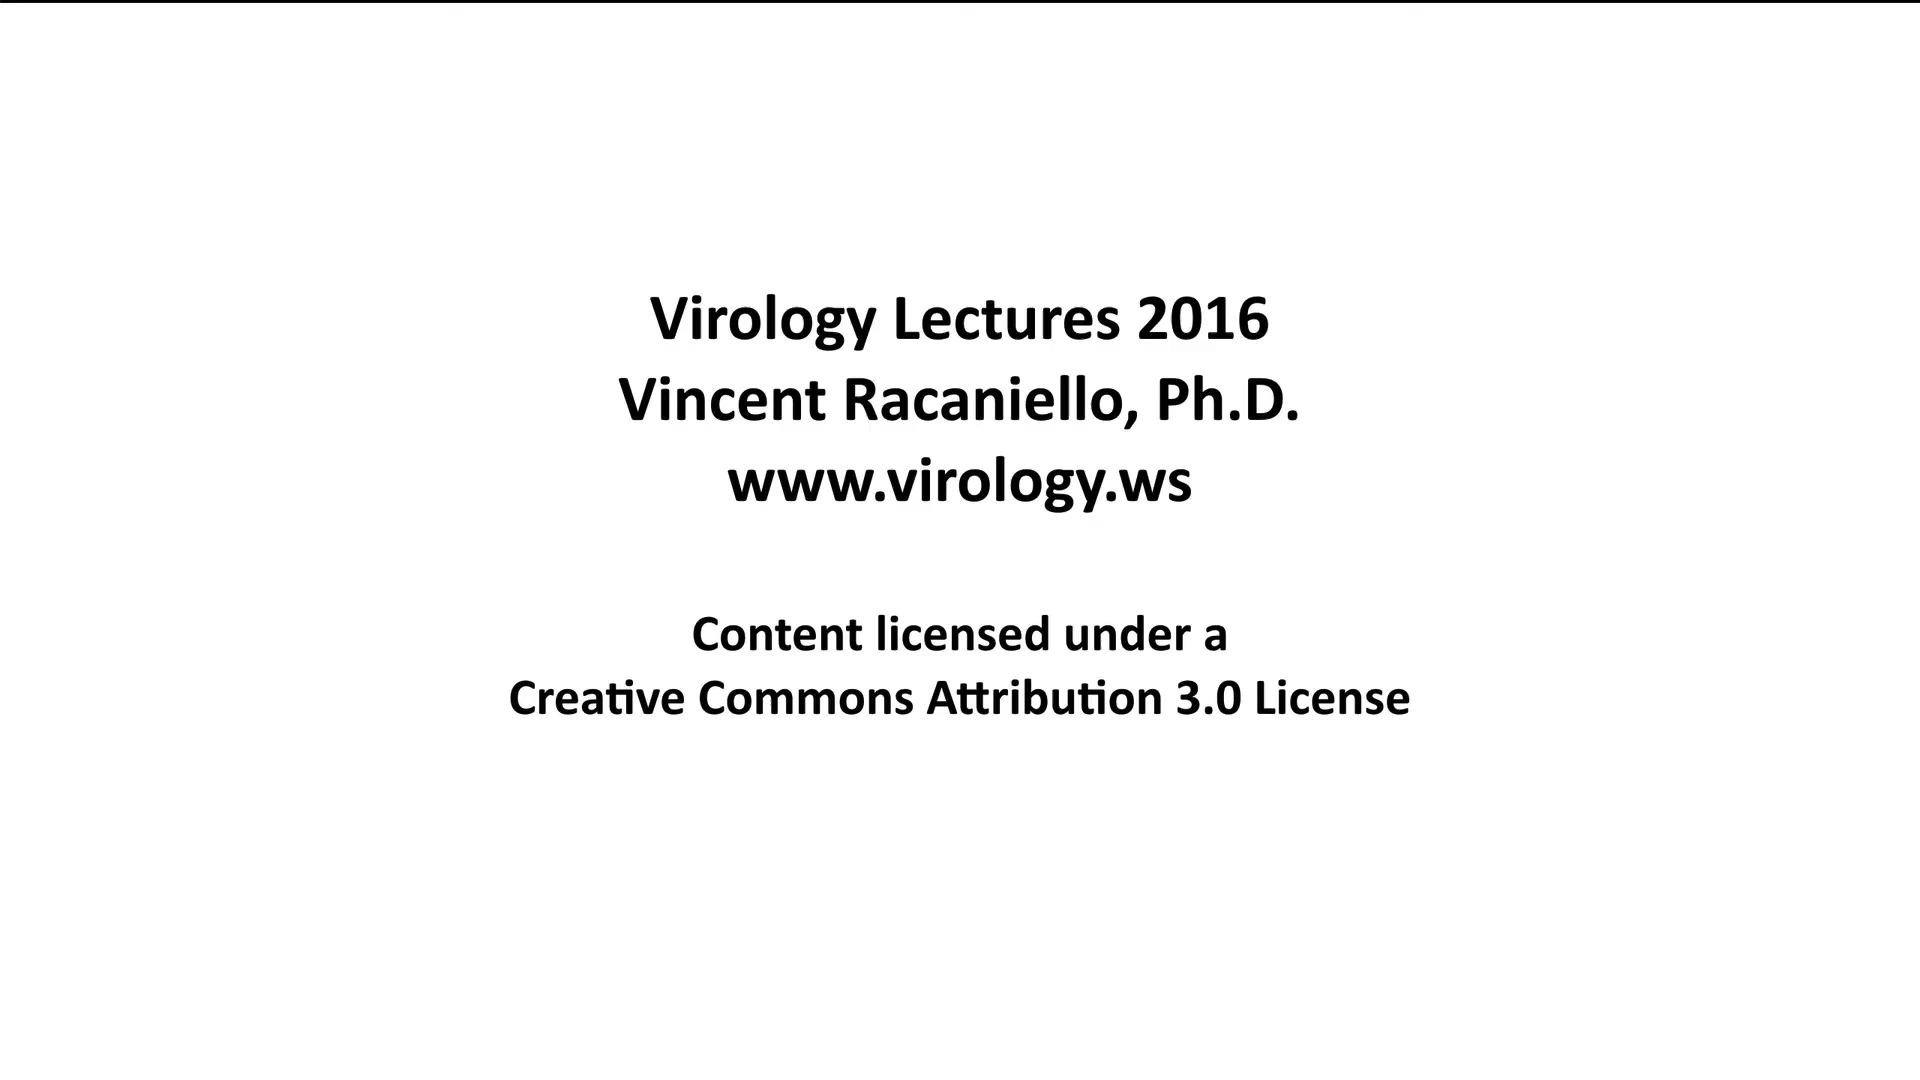 Virology Lectures 2016
Vincent Racaniello, Ph.D.
www.virology.ws
Content licensed under a
Creative Commons Attribution 3.0 License